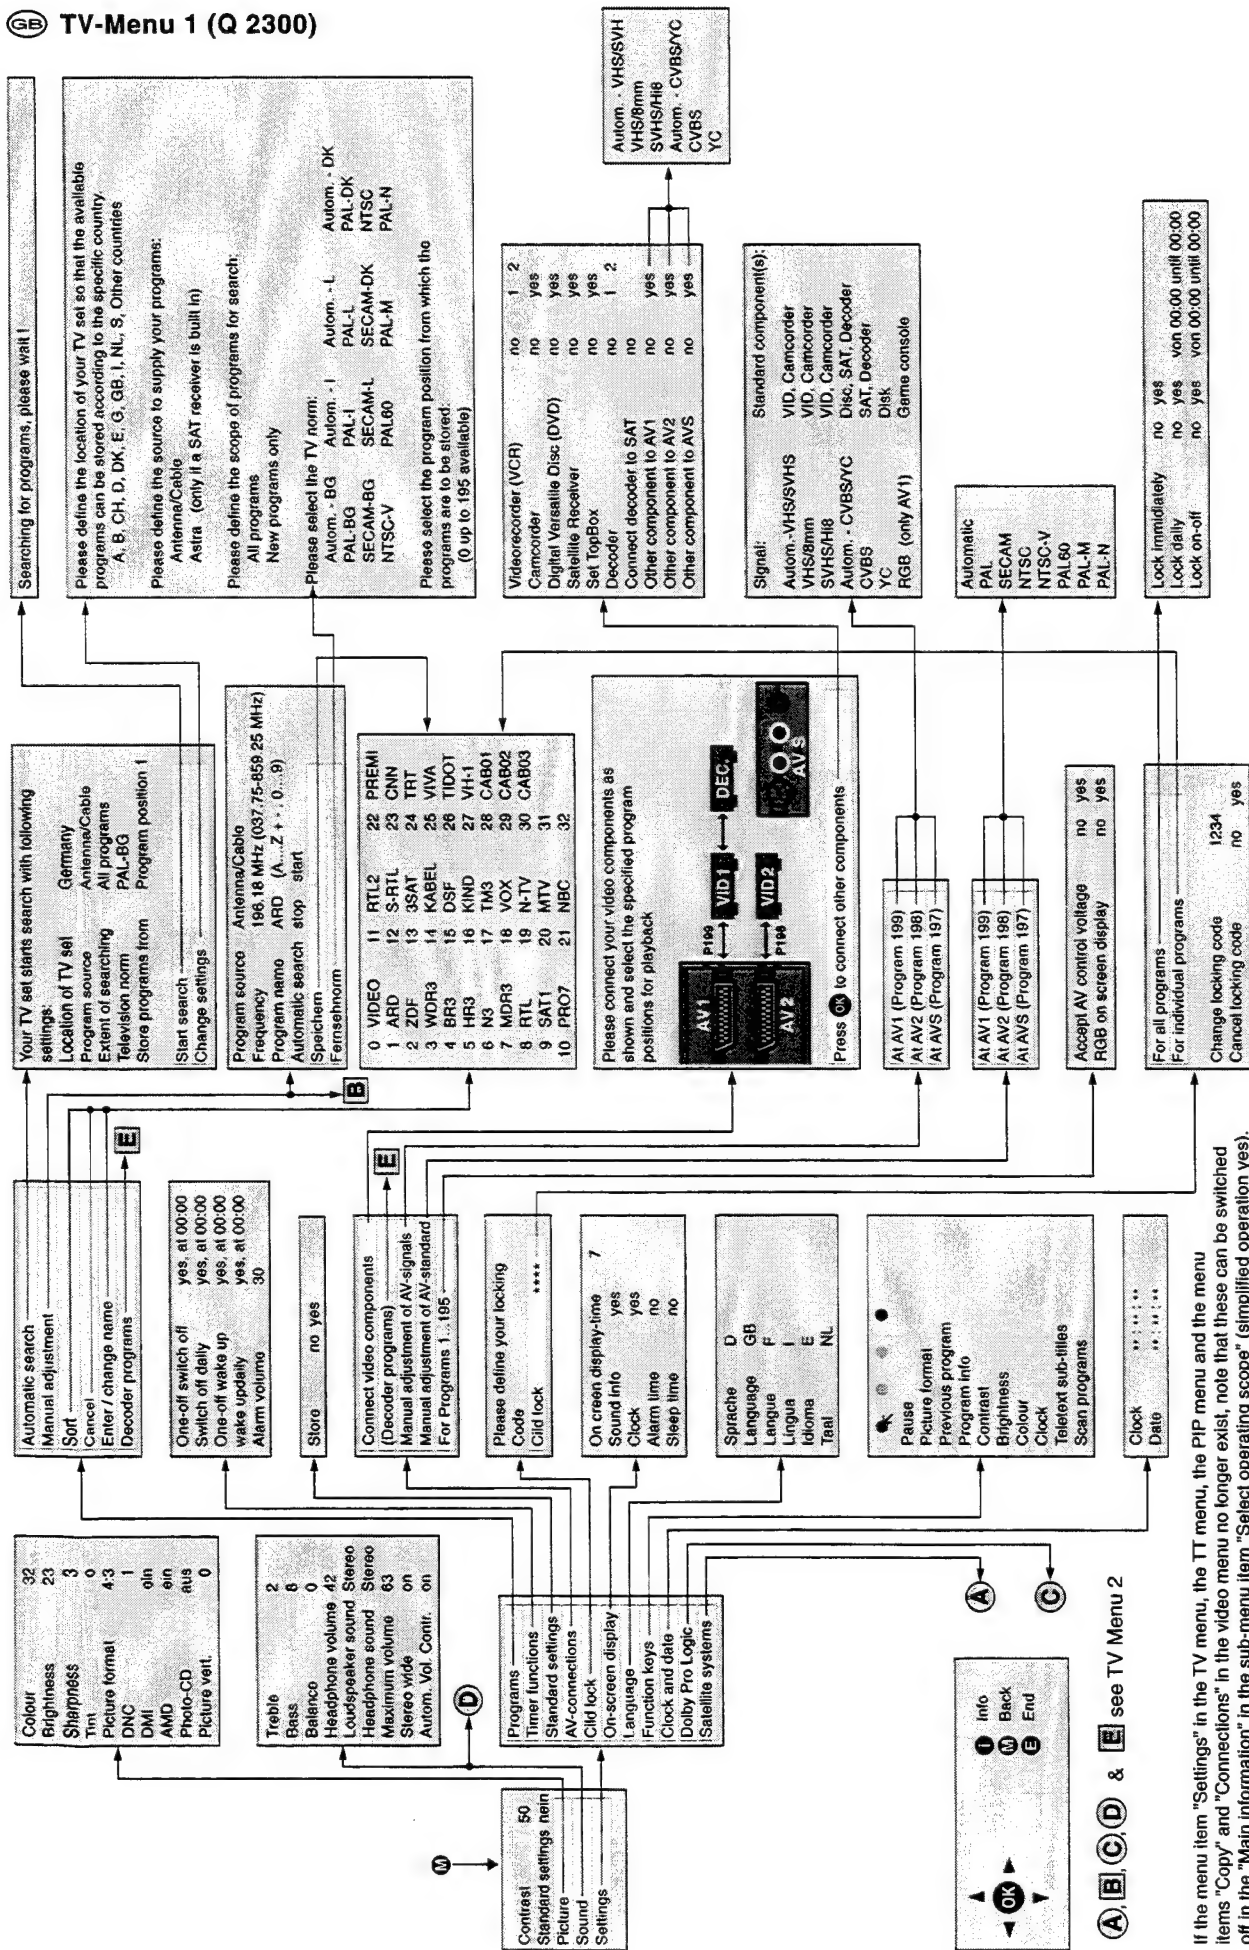 GB TV-Menu 1 (Q 2300)
M
Contrast 50
Standard settings nein
Picture
Sound
Settings
OK
I Info
M Back
E End
A, B, C, D & E see TV Menu 2
If the menu item "Settings" in the TV menu, the TT menu, the PIP menu and the menu
items "Copy" and "Connections" in the video menu no longer exist, note that these can be switched
off in the "Main information" in the sub-menu item "Select operating scope" (simplified operation yes).
Colour 32
Brightness 23
Sharpness 3
Tint 0
Picture format 4:3
DNC 1
DMI ein
AMD ein
Photo-CD aus
Picture vert. 0
Treble 2
Bass 8
Balance 0
Headphone volume 42
Loudspeaker sound Stereo
Headphone sound Stereo
Maximum volume 63
Stereo wide on
Autom. Vol. Contr. on
D
Programs
Timer functions
Standard settings
AV-connections
Clid lock
On-screen display
Language
Function keys
Clock and date
Dolby Pro Logic
Satellite systems
A
C
Automatic search
Manual adjustment
Sort
Cancel
Enter / change name
Decoder programs
E
B
One-off switch off yes, at 00:00
Switch off daily yes, at 00:00
One-off wake up yes, at 00:00
wake updaily yes, at 00:00
Alarm volume 30
Store no yes
Connect video components
(Decoder programs)
Manual adjustment of AV-signals
Manual adjustment of AV-standard
For Programs 1...195
E
Please define your locking
Code
Clid lock ****
On creen display-time 7
Sound info yes
Clock yes
Alarm time no
Sleep time no
Sprache D
Language GB
Langue F
Lingua I
Idioma E
Taal NL
Pause
Picture format
Previous program
Program info
Contrast
Brightness
Colour
Clock
Teletext sub-titles
Scan programs
Clock **:**:**
Date **:**:**
Your TV set starts search with following
settings:
Location of TV set Germany
Program source Antenna/Cable
Extent of searching All programs
Television norm PAL-BG
Store programs from Program position 1
Start search
Change settings
Program source Antenna/Cable
Frequency 196.18 MHz (037.75-859.25 MHz)
Program name ARD (A...Z + - , 0...9)
Automatic search stop start
Speichern
Fernsehnorm
0 VIDEO 11 RTL2 22 PREMI
1 ARD 12 S-RTL 23 CNN
2 ZDF 13 3SAT 24 TRT
3 WDR3 14 KABEL 25 VIVA
4 BR3 15 DSF 26 TIDOT
5 HR3 16 KIND 27 VH-1
6 N3 17 TM3 28 CAB01
7 MDR3 18 VOX 29 CAB02
8 RTL 19 N-TV 30 CAB03
9 SAT1 20 MTV 31
10 PRO7 21 NBC 32
Please connect your video components as
shown and select the specified program
positions for playback
AV1
P199
VID 1
DEC.
AV2
P198
VID 2
AV S
Press OK to connect other components
At AV1 (Program 199)
At AV2 (Program 198)
At AVS (Program 197)
At AV1 (Program 199)
At AV2 (Program 198)
At AVS (Program 197)
Accept AV control voltage no yes
RGB on screen display no yes
For all programs
For individual programs
Change locking code 1234
Cancel locking code no yes
Searching for programs, please wait !
Please define the location of your TV set so that the available
programs can be stored according to the specific country.
A, B, CH, D, DK, E, G, GB, I, NL, S, Other countries
Please define the source to supply your programs:
Antenna/Cable
Astra (only if a SAT receiver is built in)
Please define the scope of programs for search:
All programs
New programs only
Please select the TV norm:
Autom. - BG Autom. - I Autom. - L Autom. - DK
PAL-BG PAL-I PAL-L PAL-DK
SECAM-BG SECAM-L SECAM-DK NTSC
NTSC-V PAL60 PAL-M PAL-N
Please select the program position from which the
programs are to be stored:
(0 up to 195 available)
Videorecorder (VCR) no 1 2
Camcorder no yes
Digital Versatile Disc (DVD) no yes
Satellite Receiver no yes
Set TopBox no yes
Decoder no 1 2
Connect decoder to SAT no
Other component to AV1 no yes
Other component to AV2 no yes
Other component to AVS no yes
Autom. - VHS/SVH
VHS/8mm
SVHS/Hi8
Autom. - CVBS/YC
CVBS
YC
Signal: Standard component(s):
Autom.-VHS/SVHS VID, Camcorder
VHS/8mm VID, Camcorder
SVHS/Hi8 VID, Camcorder
Autom. - CVBS/YC Disc, SAT, Decoder
CVBS SAT, Decoder
YC Disk
RGB (only AV1) Game console
Automatic
PAL
SECAM
NTSC
NTSC-V
PAL60
PAL-M
PAL-N
Lock immidiately no yes
Lock daily no yes von 00:00 until 00:00
Lock on-off no yes von 00:00 until 00:00